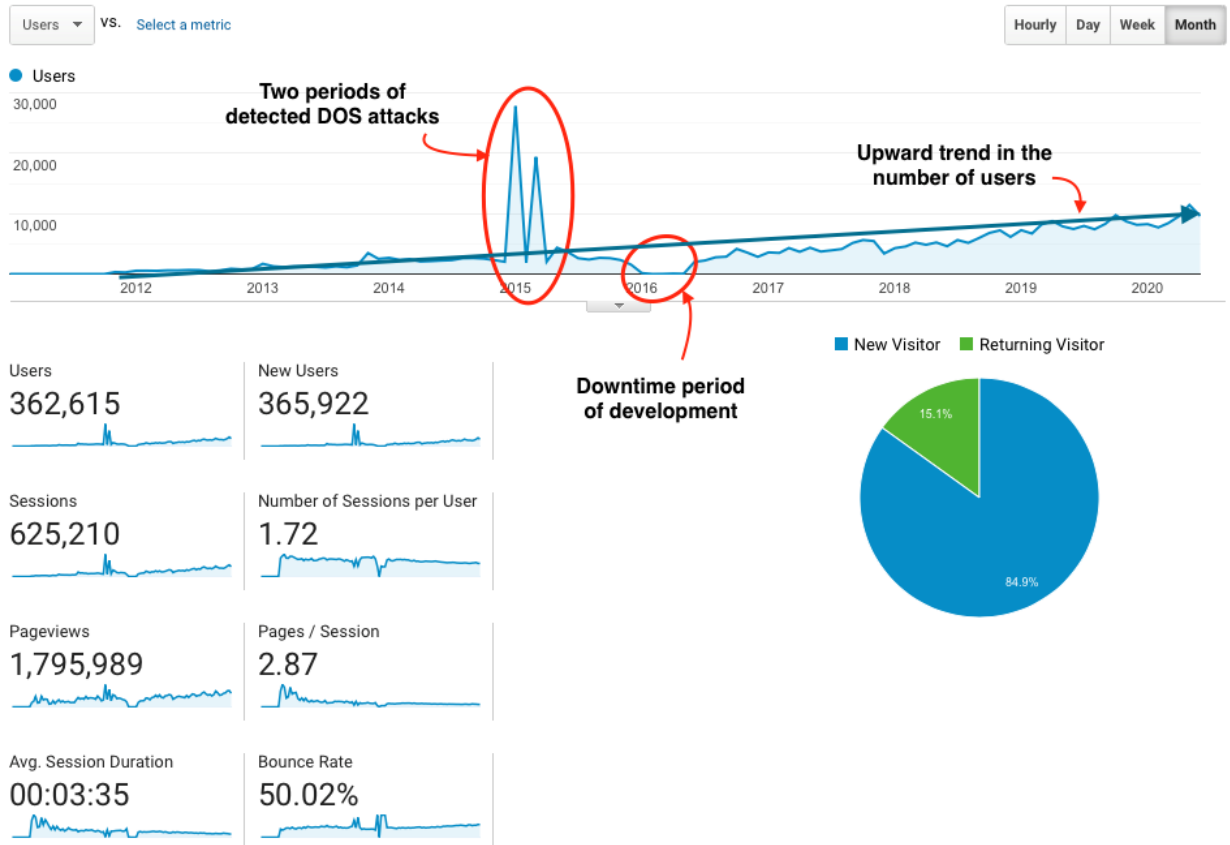 Users
VS.
Select a metric
Hourly
Day
Week
Month
Users
30,000
20,000
10,000
Two periods of
detected DOS attacks
Upward trend in the
number of users
2012
2013
2014
2015
2016
2017
2018
2019
2020
Downtime period
of development
New Visitor
Returning Visitor
15.1%
84.9%
Users
362,615
New Users
365,922
Sessions
625,210
Number of Sessions per User
1.72
Pageviews
1,795,989
Pages / Session
2.87
Avg. Session Duration
00:03:35
Bounce Rate
50.02%